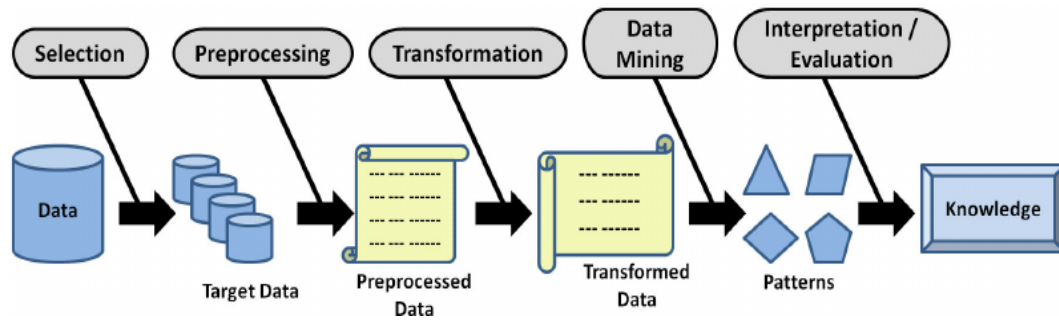 Selection
Preprocessing
Transformation
Data
Mining
Interpretation /
Evaluation
Data
Target Data
--- --- ------
--- --- ------
--- --- ------
--- --- ------
Preprocessed
Data
--- ------
--- ------
--- ------
Transformed
Data
Patterns
Knowledge